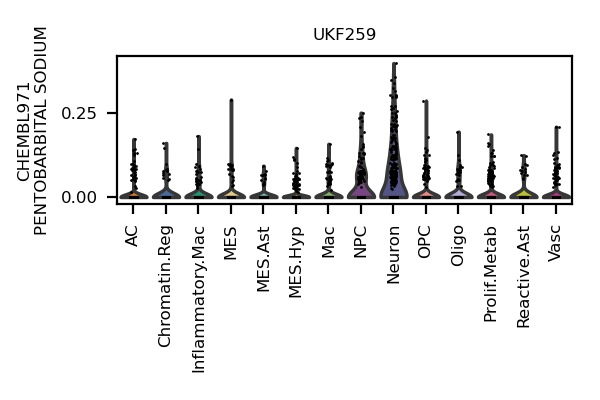 UKF259
CHEMBL971
PENTOBARBITAL SODIUM
0.25
0.00
AC
Chromatin.Reg
Inflammatory.Mac
MES
MES.Ast
MES.Hyp
Mac
NPC
Neuron
OPC
Oligo
Prolif.Metab
Reactive.Ast
Vasc